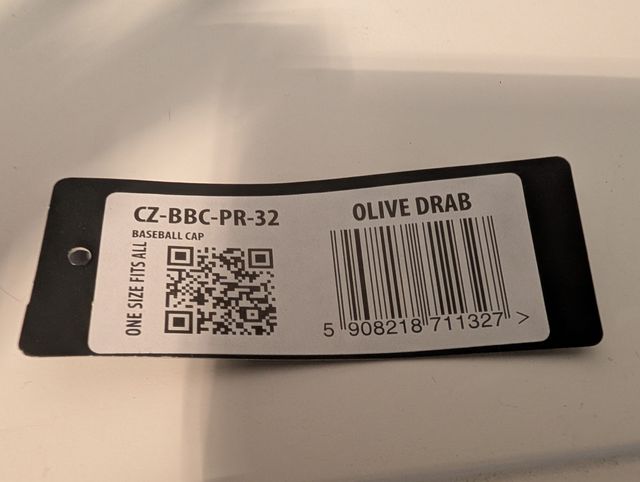 CZ-BBC-PR-32
BASEBALL CAP
ONE SIZE FITS ALL
OLIVE DRAB
5 908218 711327 >